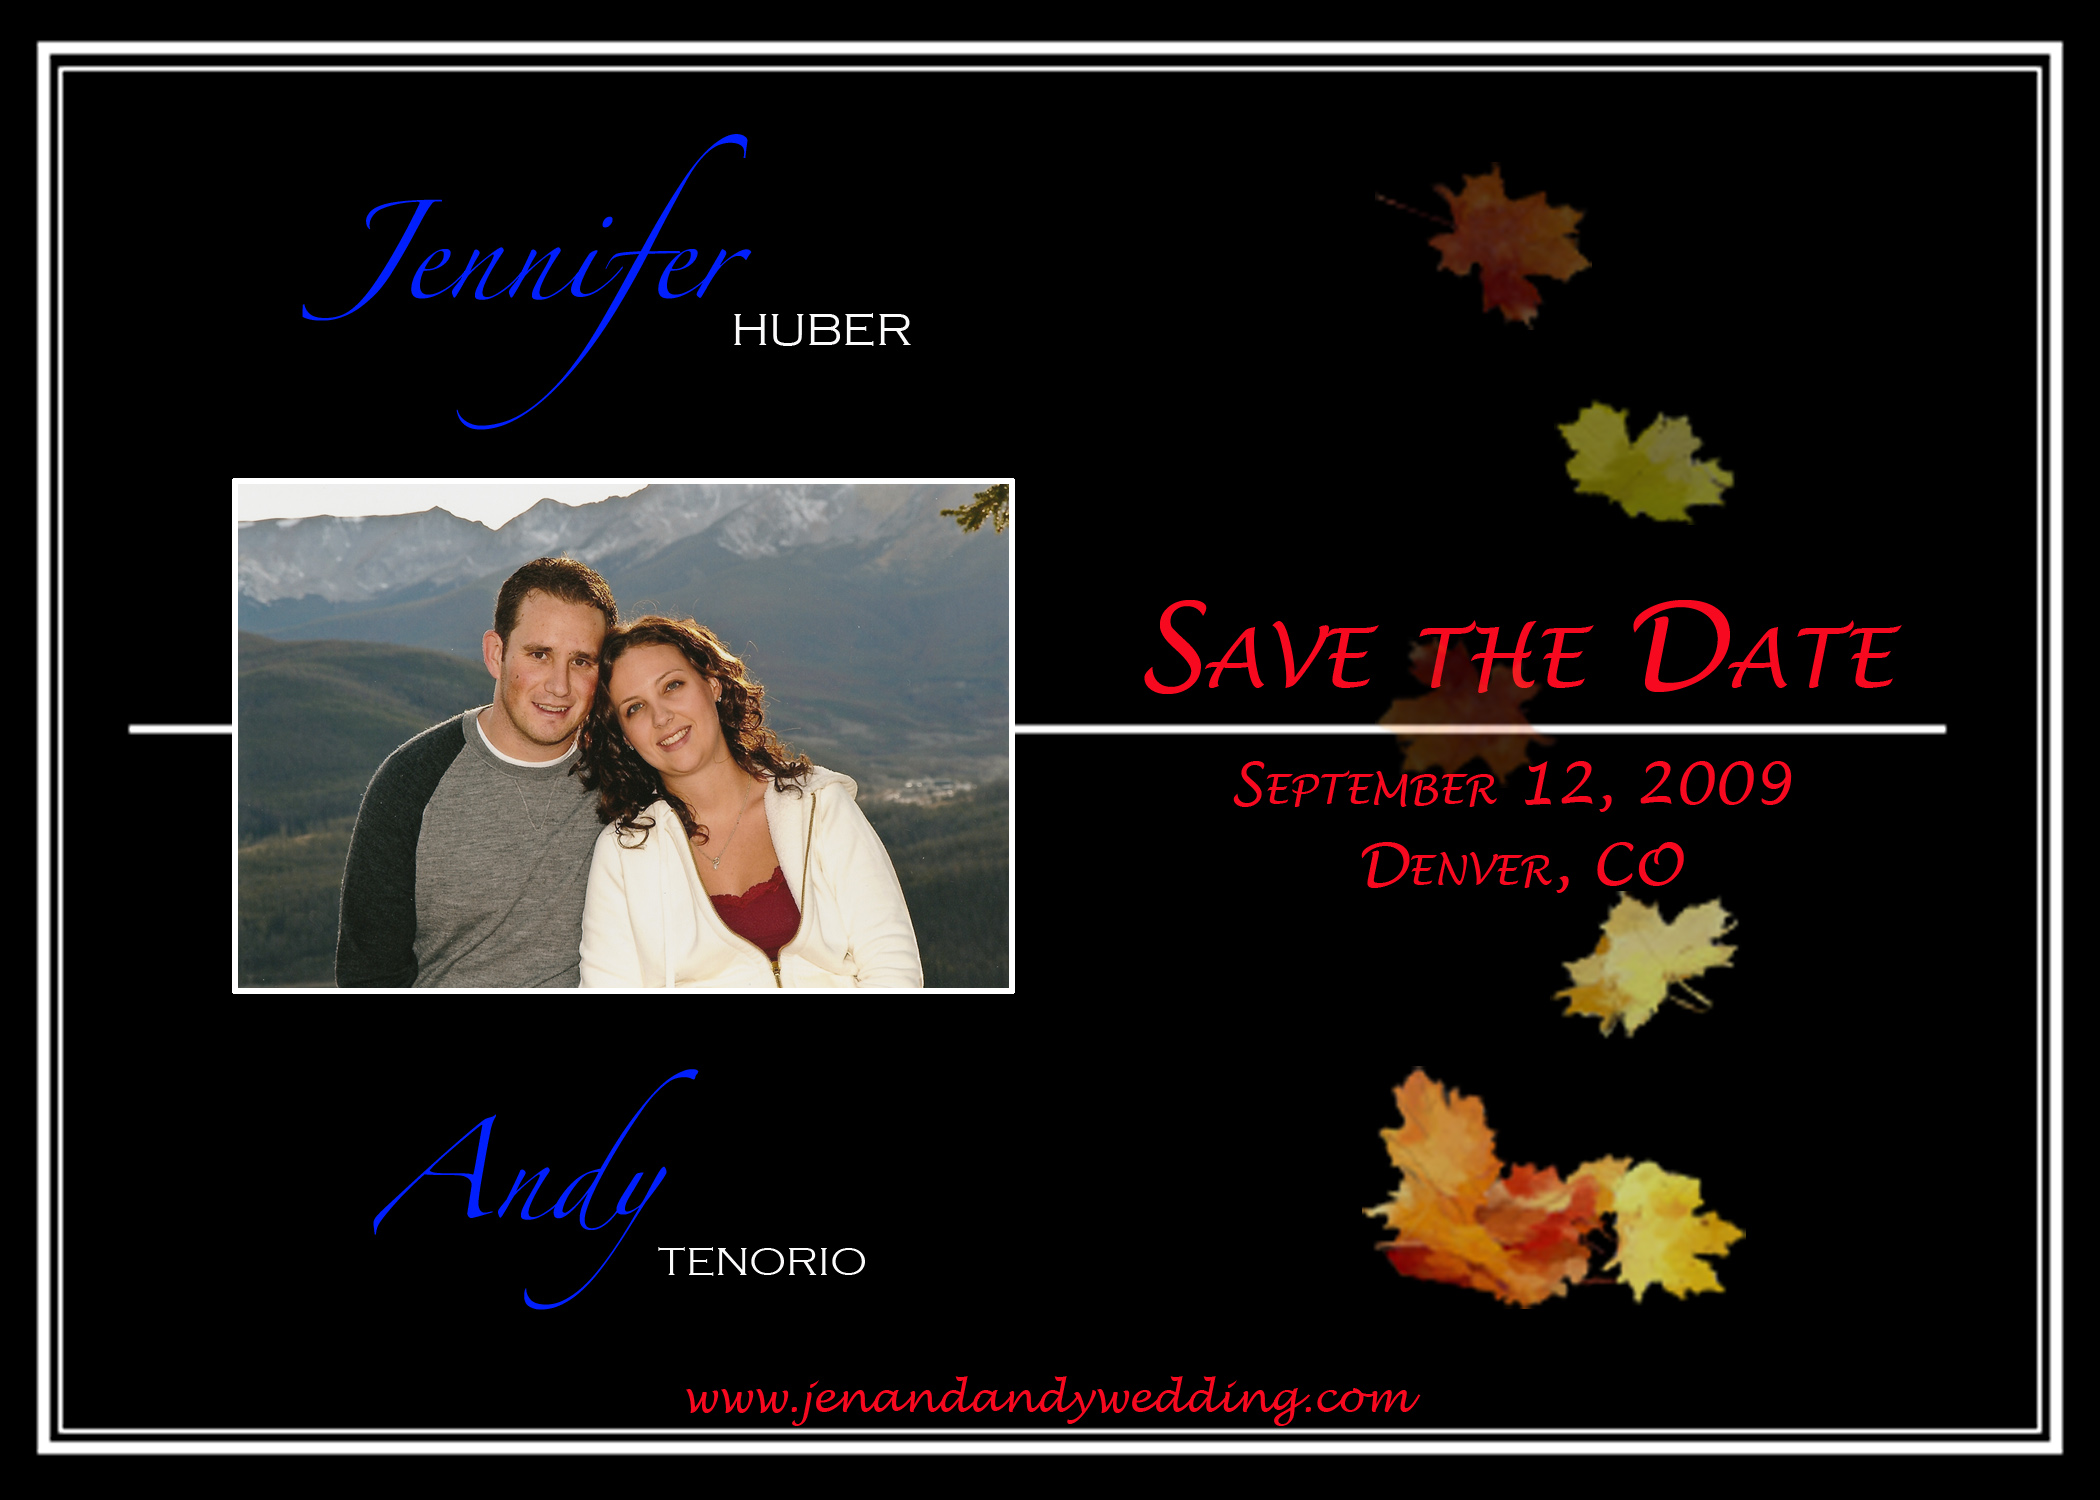 Jennifer
HUBER
SAVE THE DATE
SEPTEMBER 12, 2009
DENVER, CO
Andy
TENORIO
www.jenandandywedding.com